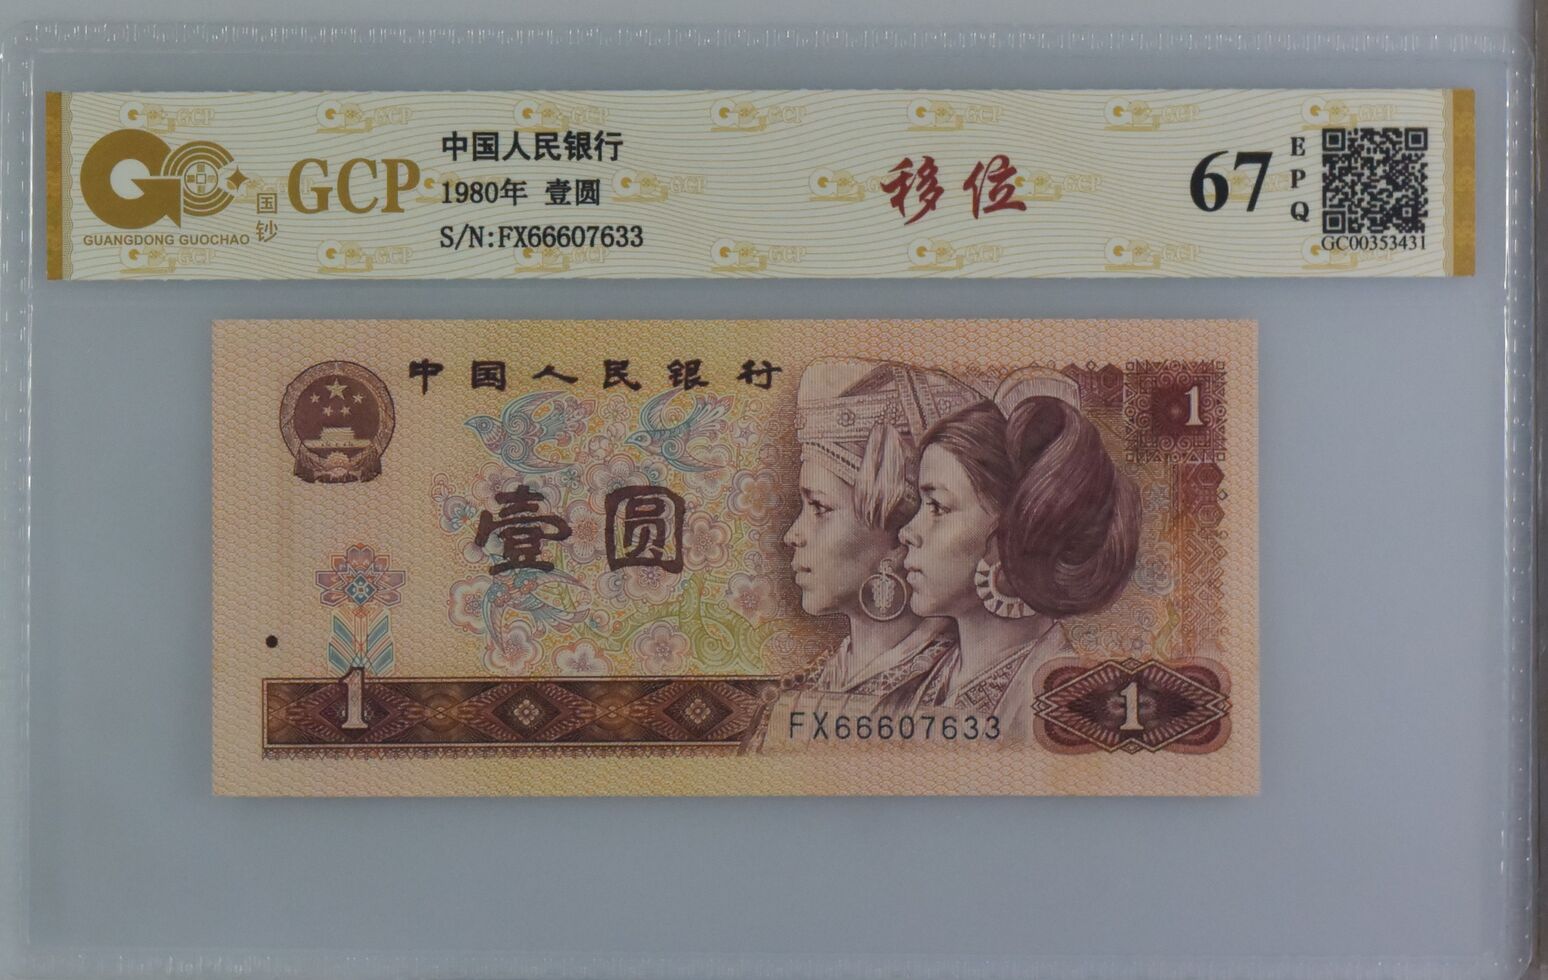 GCP
国钞
GUANGDONG GUOCHAO
中国人民银行
1980年 壹圆
S/N:FX66607633
移位
67
EPQ
GC00353431
中国人民银行
1
壹圆
1
FX66607633
1